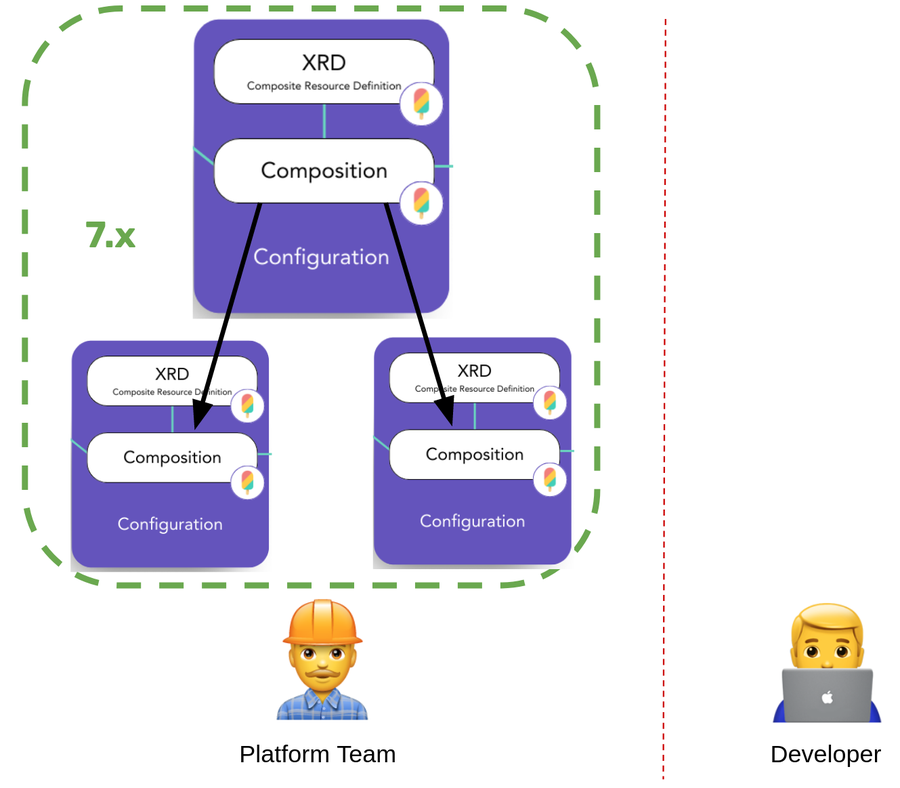 XRD
Composite Resource Definition
Composition
7.x
Configuration
XRD
Composite Resource Definition
Composition
Configuration
XRD
Composite Resource Definition
Composition
Configuration
Platform Team
Developer